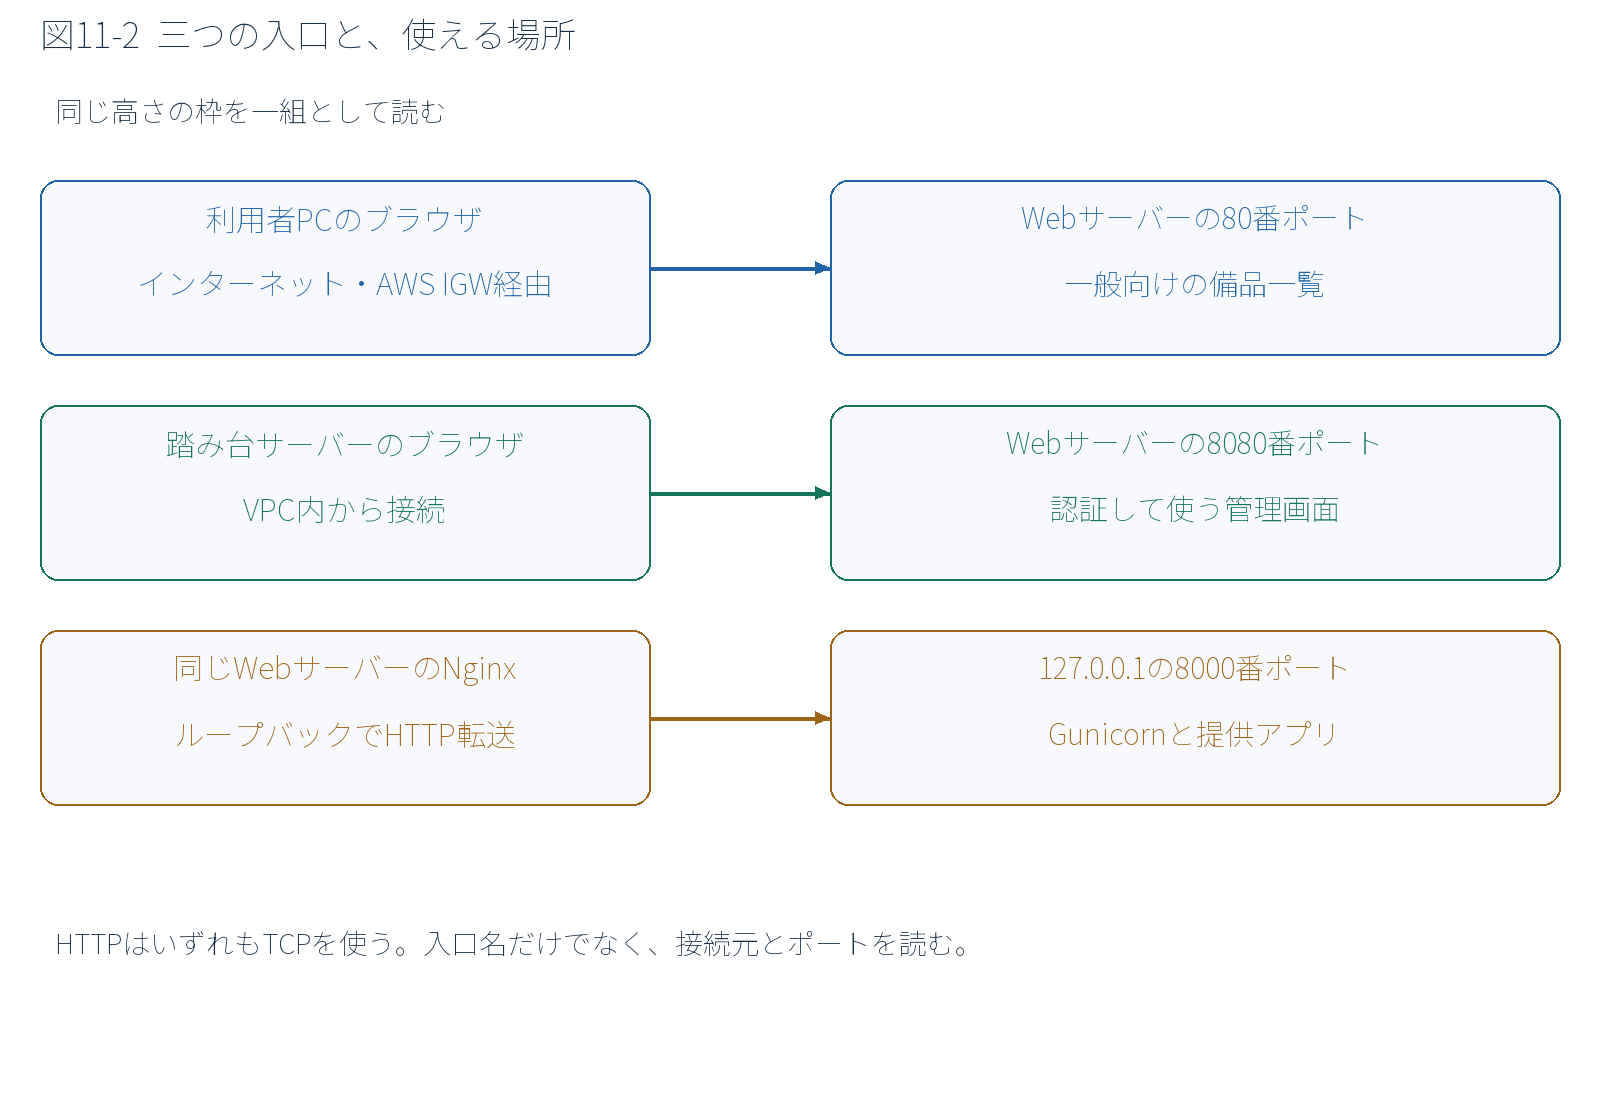 図11-2 三つの入口と、使える場所
同じ高さの枠を一組として読む
利用者PCのブラウザ
インターネット・AWS IGW経由
Webサーバーの80番ポート
一般向けの備品一覧
踏み台サーバーのブラウザ
VPC内から接続
Webサーバーの8080番ポート
認証して使う管理画面
同じWebサーバーのNginx
ループバックでHTTP転送
127.0.0.1の8000番ポート
Gunicornと提供アプリ
HTTPはいずれもTCPを使う。入口名だけでなく、接続元とポートを読む。